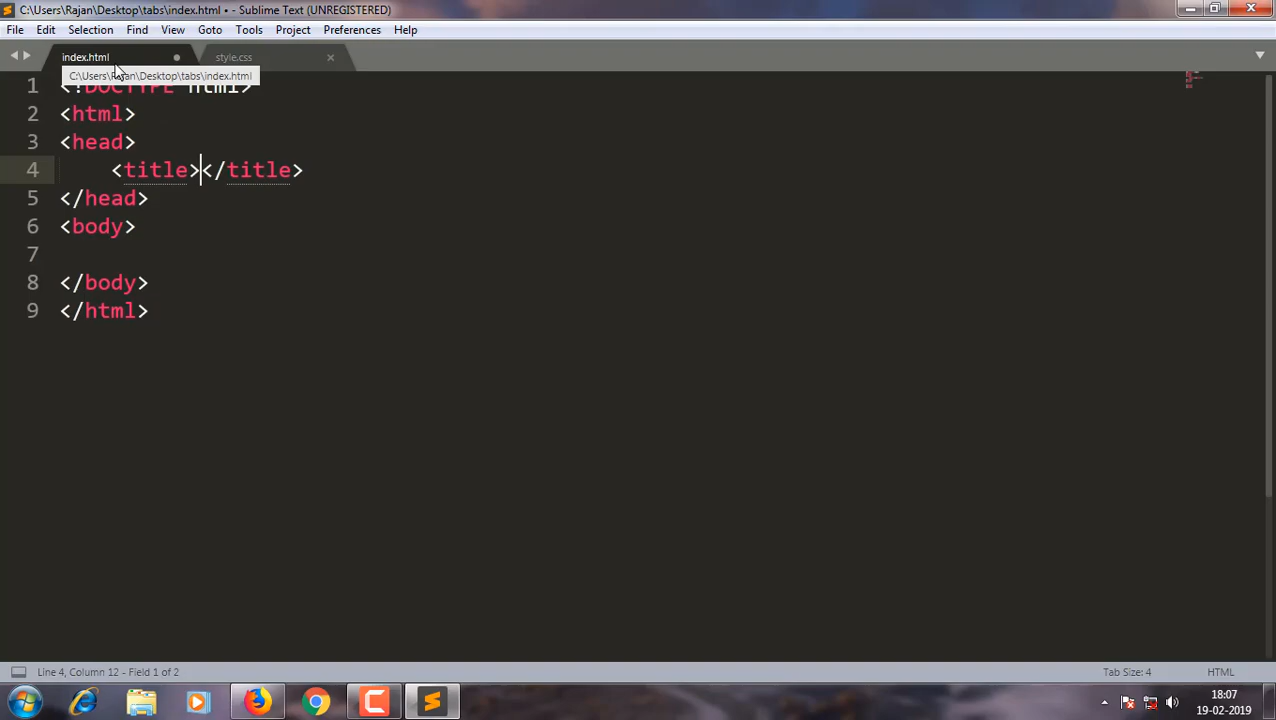 C:\Users\Rajan\Desktop\tabs\index.html • - Sublime Text (UNREGISTERED)
File Edit Selection Find View Goto Tools Project Preferences Help
index.html style.css
C:\Users\Rajan\Desktop\tabs\index.html
1 <!DOCTYPE html>
2 <html>
3 <head>
4 <title></title>
5 </head>
6 <body>
7
8 </body>
9 </html>
Line 4, Column 12 - Field 1 of 2 Tab Size: 4 HTML
18:07
19-02-2019